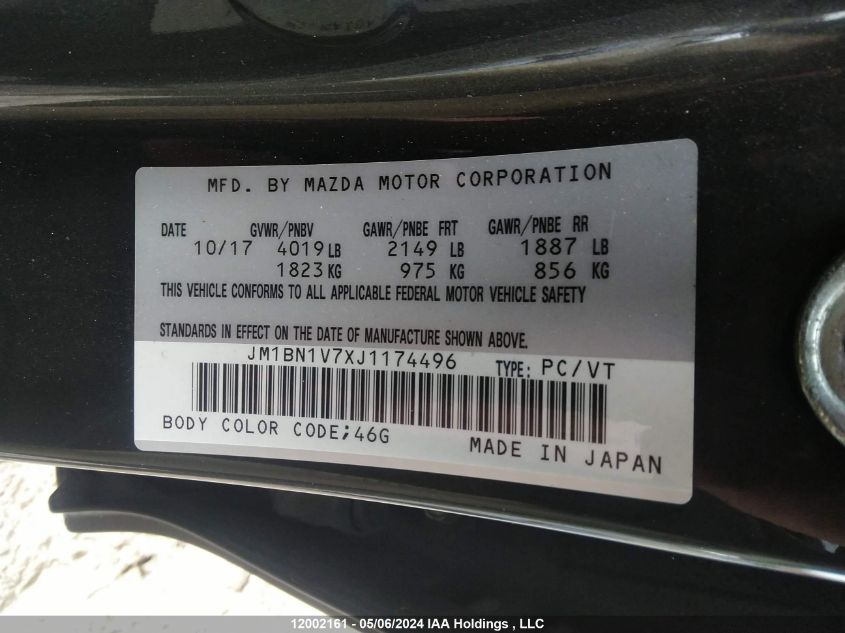 MFD. BY MAZDA MOTOR CORPORATION
DATE GVWR/PNBV GAWR/PNBE FRT GAWR/PNBE RR
10/17 4019 LB 2149 LB 1887 LB
1823 KG 975 KG 856 KG
THIS VEHICLE CONFORMS TO ALL APPLICABLE FEDERAL MOTOR VEHICLE SAFETY
STANDARDS IN EFFECT ON THE DATE OF MANUFACTURE SHOWN ABOVE.
JM1BN1V7XJ1174496 TYPE: PC/VT
BODY COLOR CODE;46G MADE IN JAPAN
12002161 - 05/06/2024 IAA Holdings , LLC